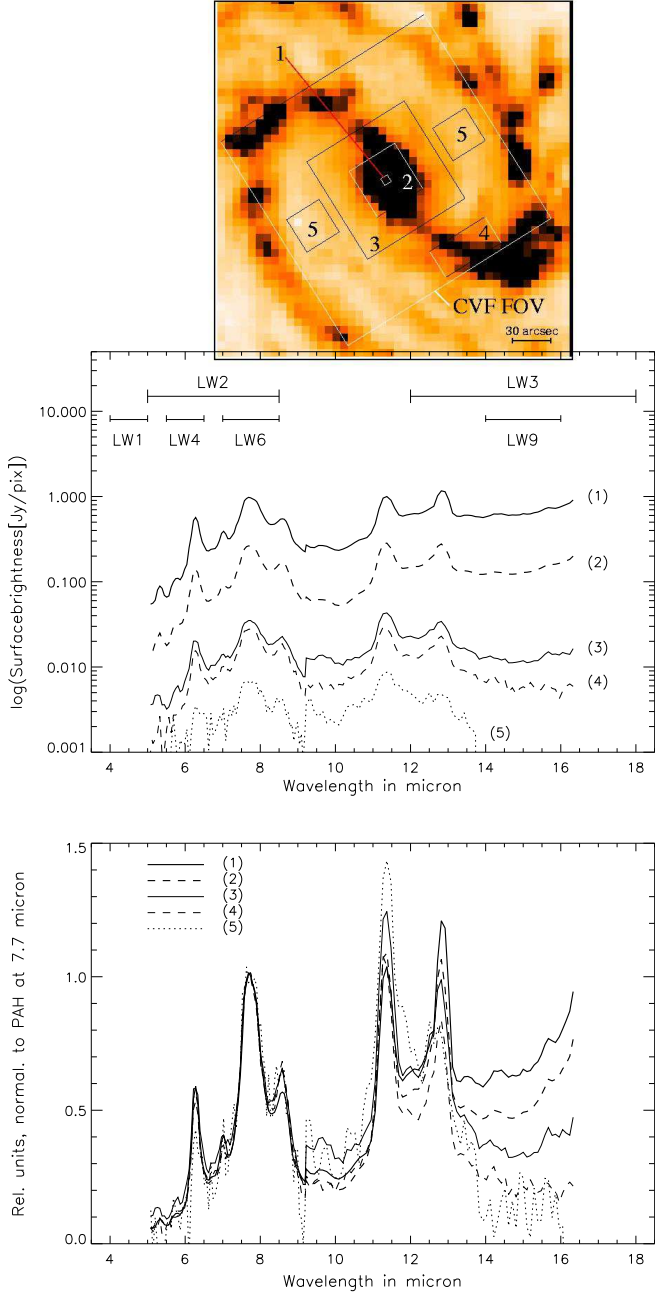 1
5
2
5
3
4
CVF FOV
30 arcsec
LW2 LW3
10.000
LW1 LW4 LW6 LW9
1.000 (1)
(2)
0.100
(3)
0.010
(4)
0.001 (5)
4 6 8 10 12 14 16 18
Wavelength in micron
log(Surfacebrightness[Jy/pix])
1.5
(1)
(2)
(3)
(4)
(5)
1.0
0.5
0.0
4 6 8 10 12 14 16 18
Wavelength in micron
Rel. units, normal. to PAH at 7.7 micron